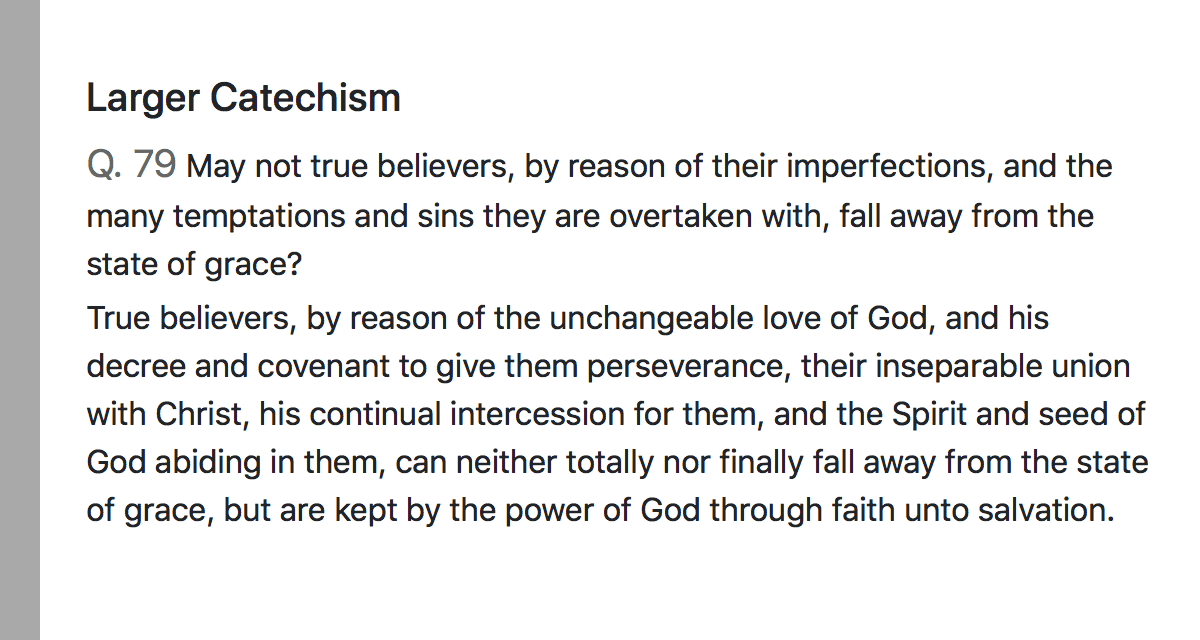 Larger Catechism
Q. 79 May not true believers, by reason of their imperfections, and the
many temptations and sins they are overtaken with, fall away from the
state of grace?
True believers, by reason of the unchangeable love of God, and his
decree and covenant to give them perseverance, their inseparable union
with Christ, his continual intercession for them, and the Spirit and seed of
God abiding in them, can neither totally nor finally fall away from the state
of grace, but are kept by the power of God through faith unto salvation.